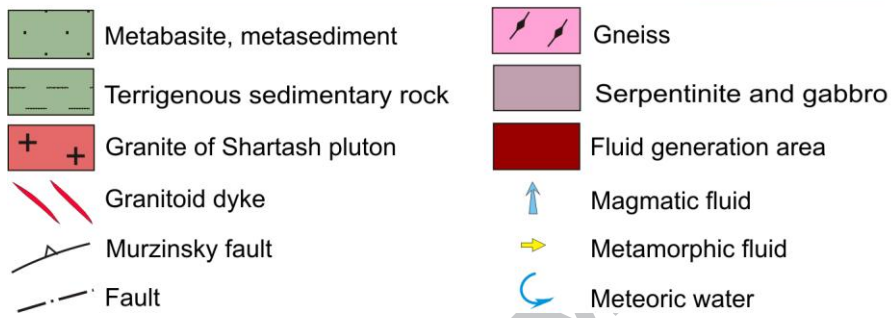 Metabasite, metasediment
Terrigenous sedimentary rock
Granite of Shartash pluton
Granitoid dyke
Murzinsky fault
Fault
Gneiss
Serpentinite and gabbro
Fluid generation area
Magmatic fluid
Metamorphic fluid
Meteoric water